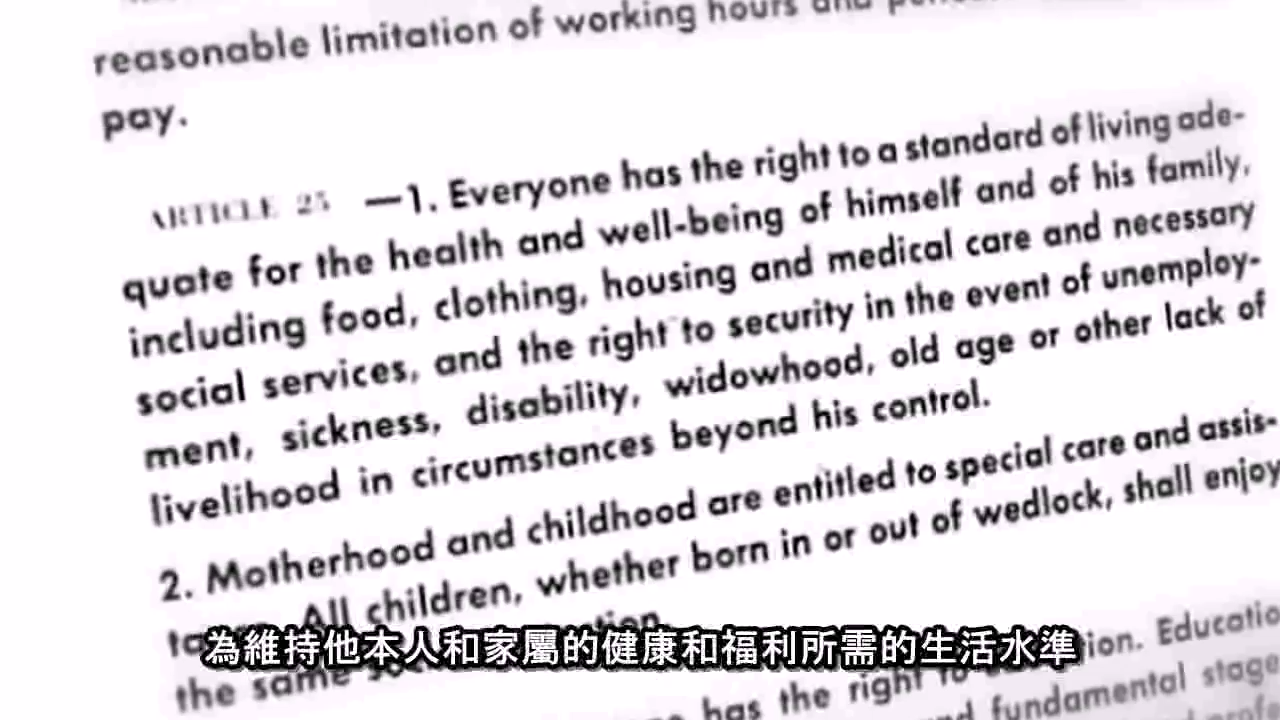 reasonable limitation of working hours and
pay.
ARTICLE 25 —1. Everyone has the right to a standard of living ade-
quate for the health and well-being of himself and of his family,
including food, clothing, housing and medical care and necessary
social services, and the right to security in the event of unemploy-
ment, sickness, disability, widowhood, old age or other lack of
livelihood in circumstances beyond his control.
2. Motherhood and childhood are entitled to special care and assis-
All children, whether born in or out of wedlock, shall enjoy
the same
has the right to
Educatio
fundamental stage
為維持他本人和家屬的健康和福利所需的生活水準